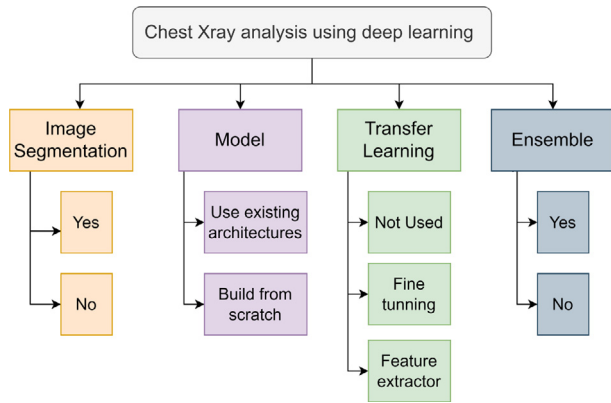 Chest Xray analysis using deep learning
Image
Segmentation
Model
Transfer
Learning
Ensemble
Yes
No
Use existing
architectures
Build from
scratch
Not Used
Fine
tunning
Feature
extractor
Yes
No